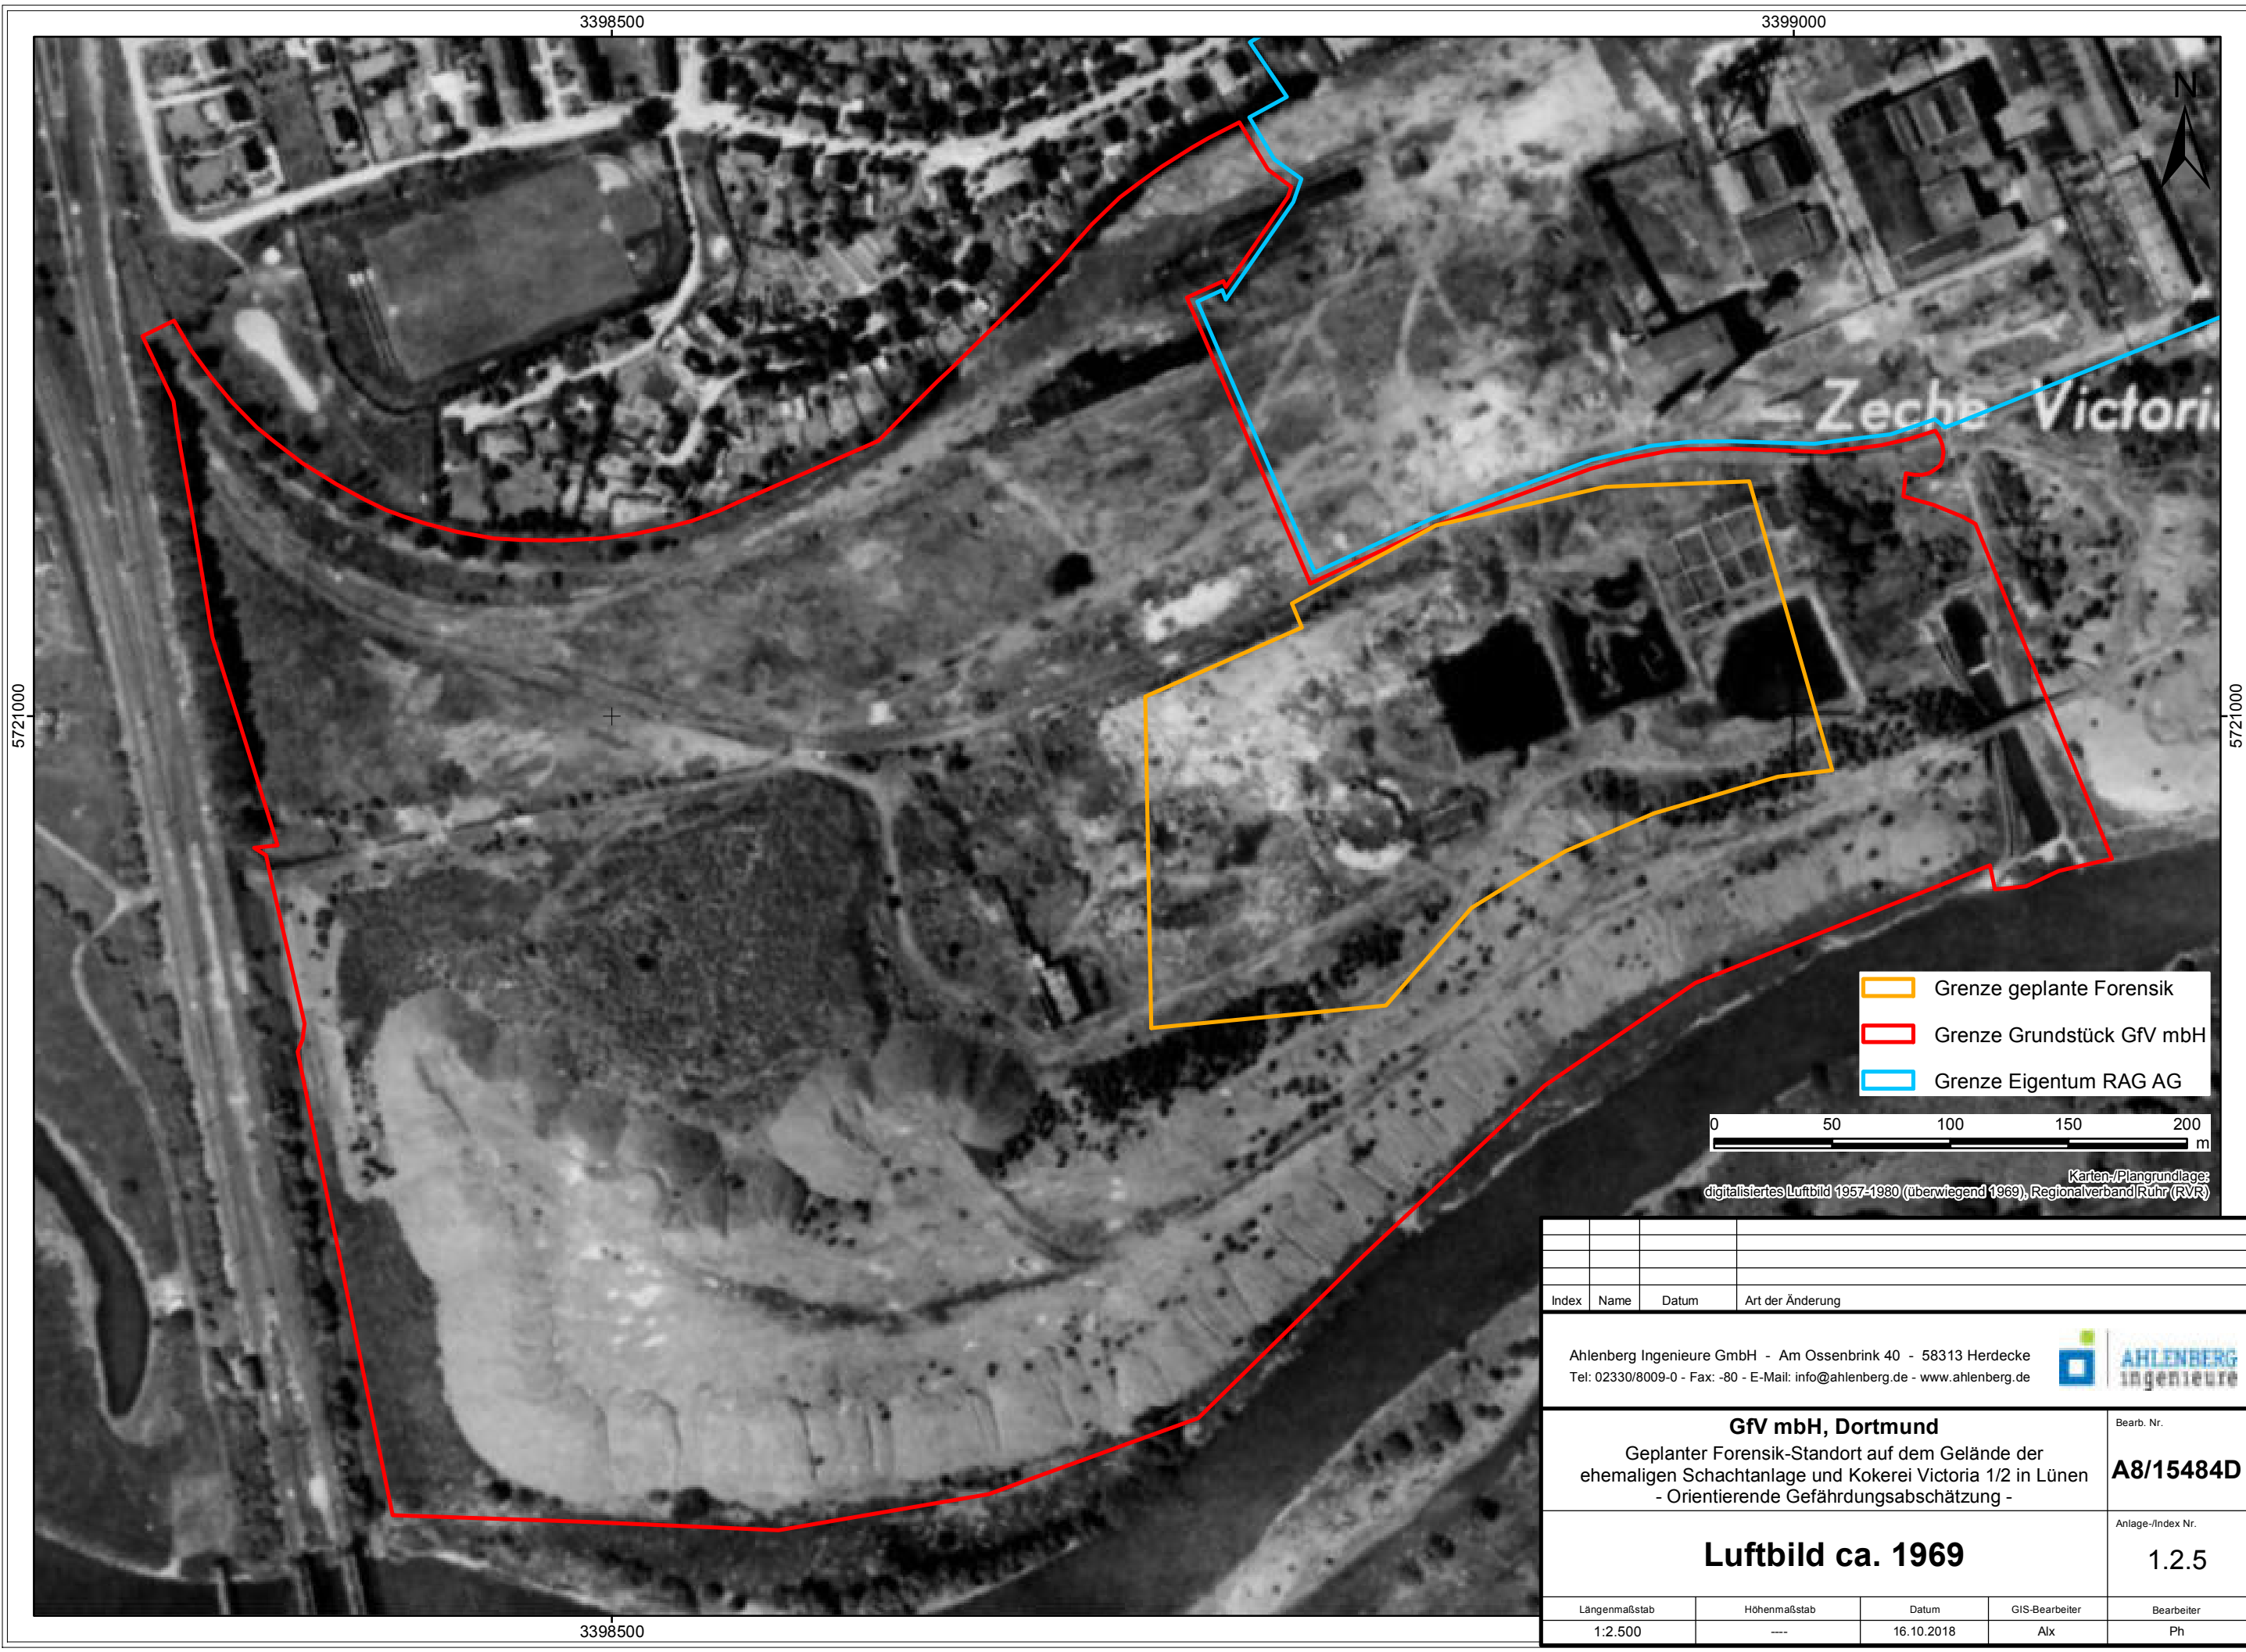 3398500
3399000
N
Zeche Victori
5721000
5721000
Grenze geplante Forensik
Grenze Grundstück GfV mbH
Grenze Eigentum RAG AG
0 50 100 150 200
m
Karten-/Plangrundlage:
digitalisiertes Luftbild 1957-1980 (überwiegend 1969), Regionalverband Ruhr (RVR)
Index Name Datum Art der Änderung
Ahlenberg Ingenieure GmbH - Am Ossenbrink 40 - 58313 Herdecke
Tel: 02330/8009-0 - Fax: -80 - E-Mail: info@ahlenberg.de - www.ahlenberg.de
AHLENBERG
ingenieure
GfV mbH, Dortmund
Geplanter Forensik-Standort auf dem Gelände der
ehemaligen Schachtanlage und Kokerei Victoria 1/2 in Lünen
- Orientierende Gefährdungsabschätzung -
Bearb. Nr.
A8/15484D
Luftbild ca. 1969
Anlage-/Index Nr.
1.2.5
Längenmaßstab Höhenmaßstab Datum GIS-Bearbeiter Bearbeiter
1:2.500 ---- 16.10.2018 Alx Ph
3398500